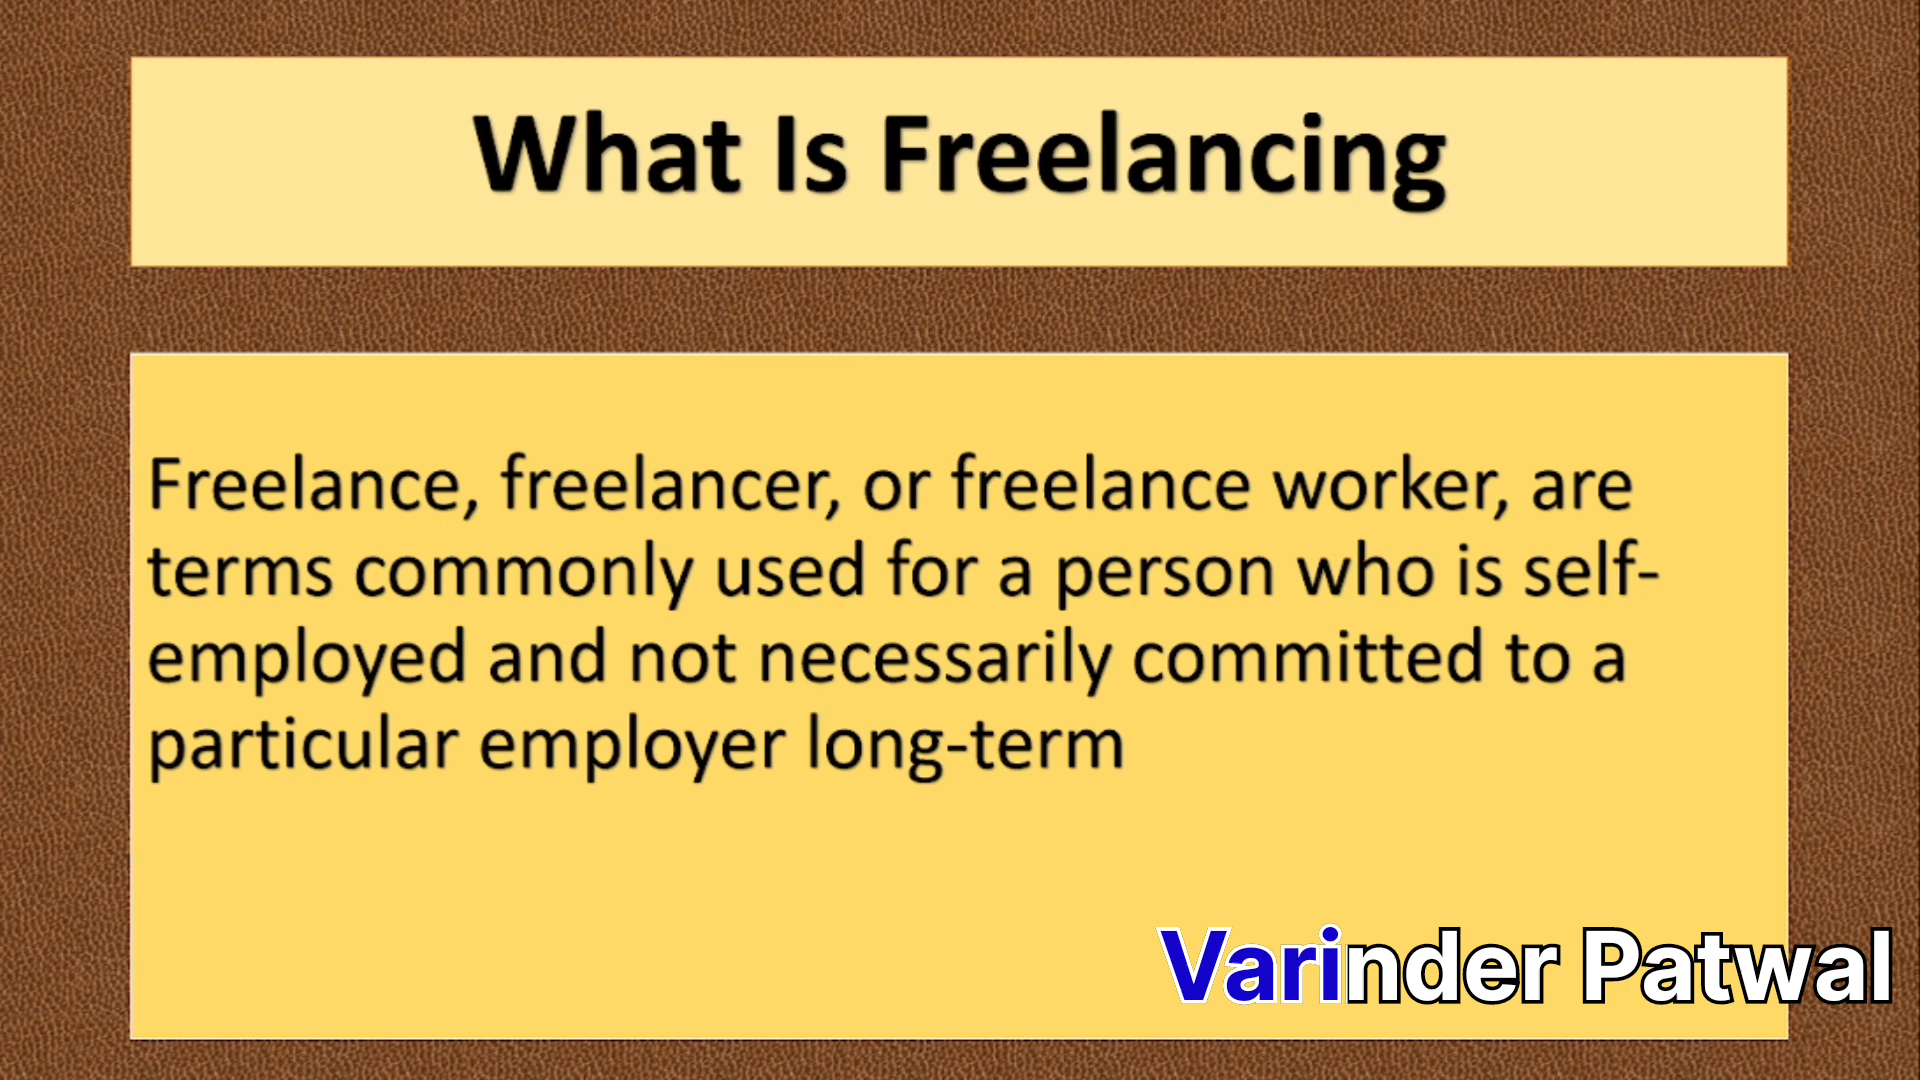 What Is Freelancing
Freelance, freelancer, or freelance worker, are
terms commonly used for a person who is self-
employed and not necessarily committed to a
particular employer long-term
Varinder Patwal